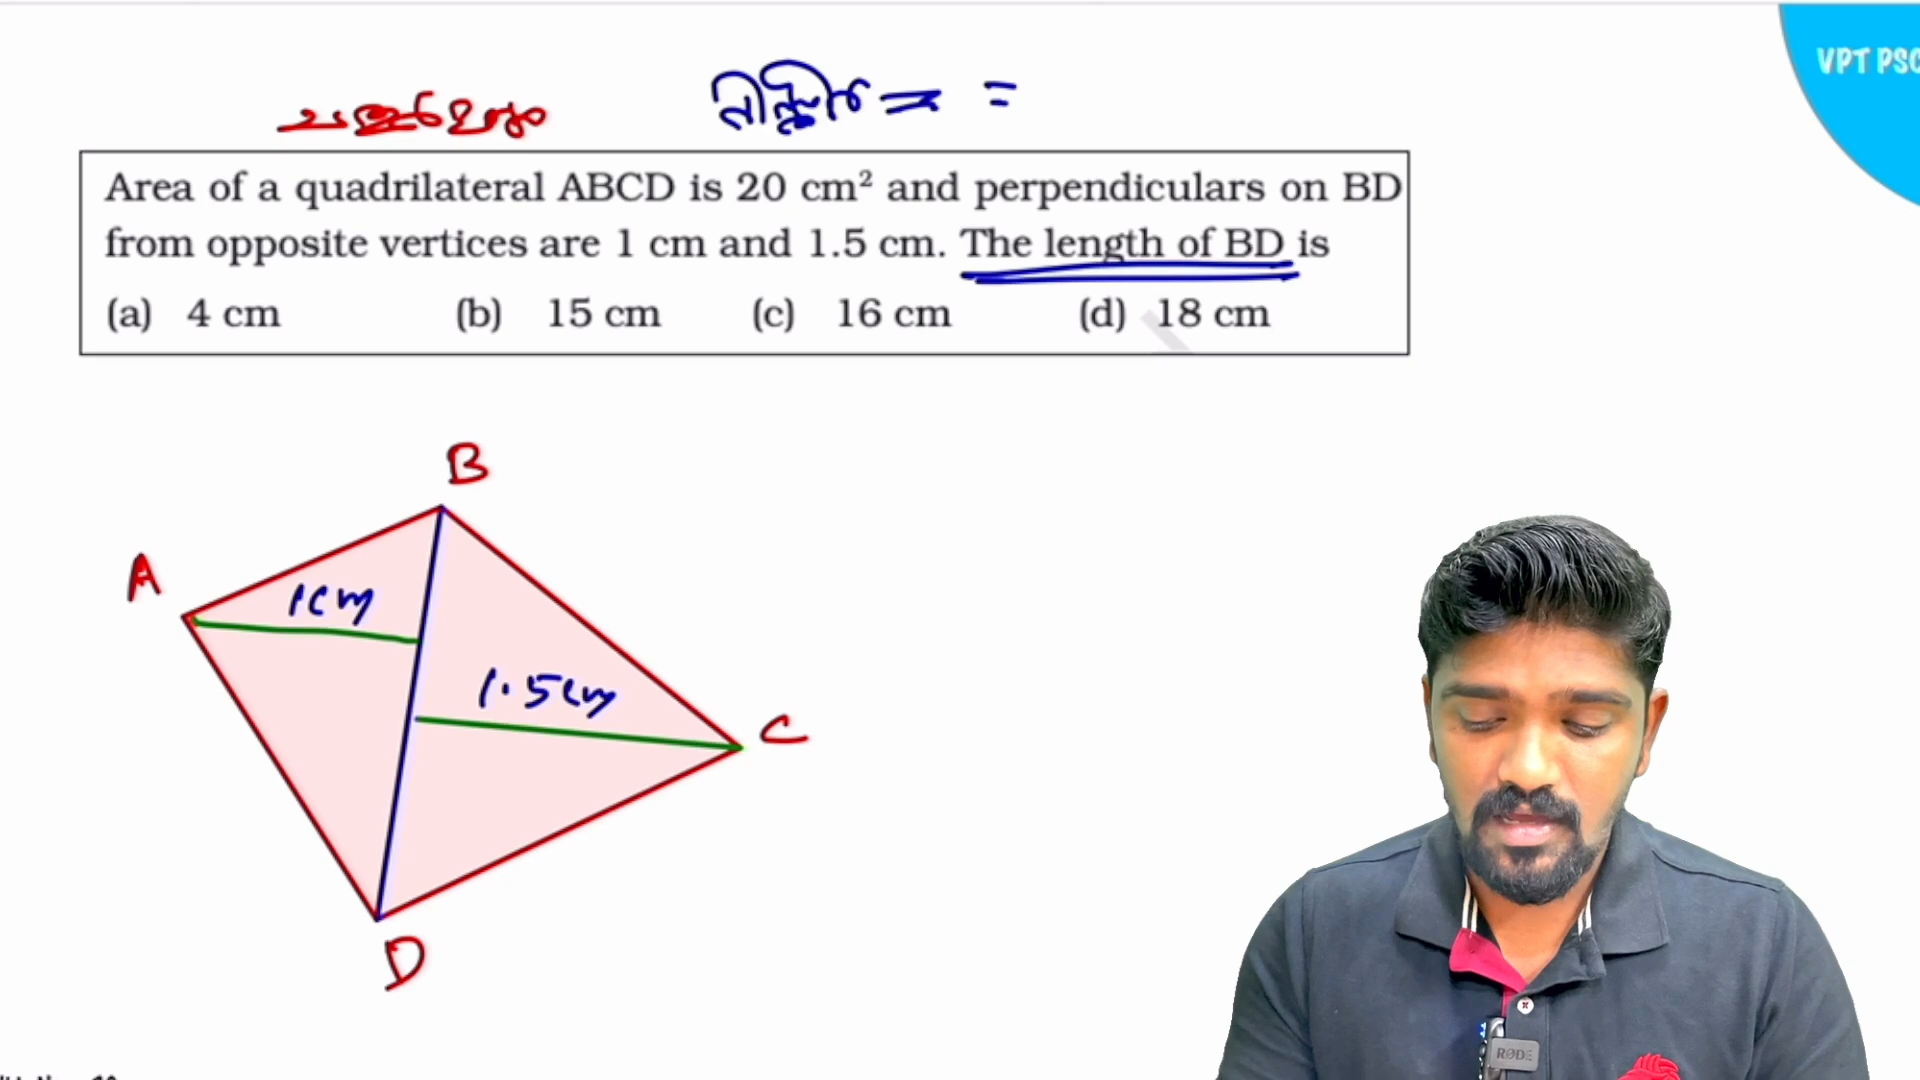 VPT PSC
=
Area of a quadrilateral ABCD is 20 cm² and perpendiculars on BD
from opposite vertices are 1 cm and 1.5 cm. The length of BD is
(a) 4 cm (b) 15 cm (c) 16 cm (d) 18 cm
B
A
1cm
1.5cm
C
D
RØDE